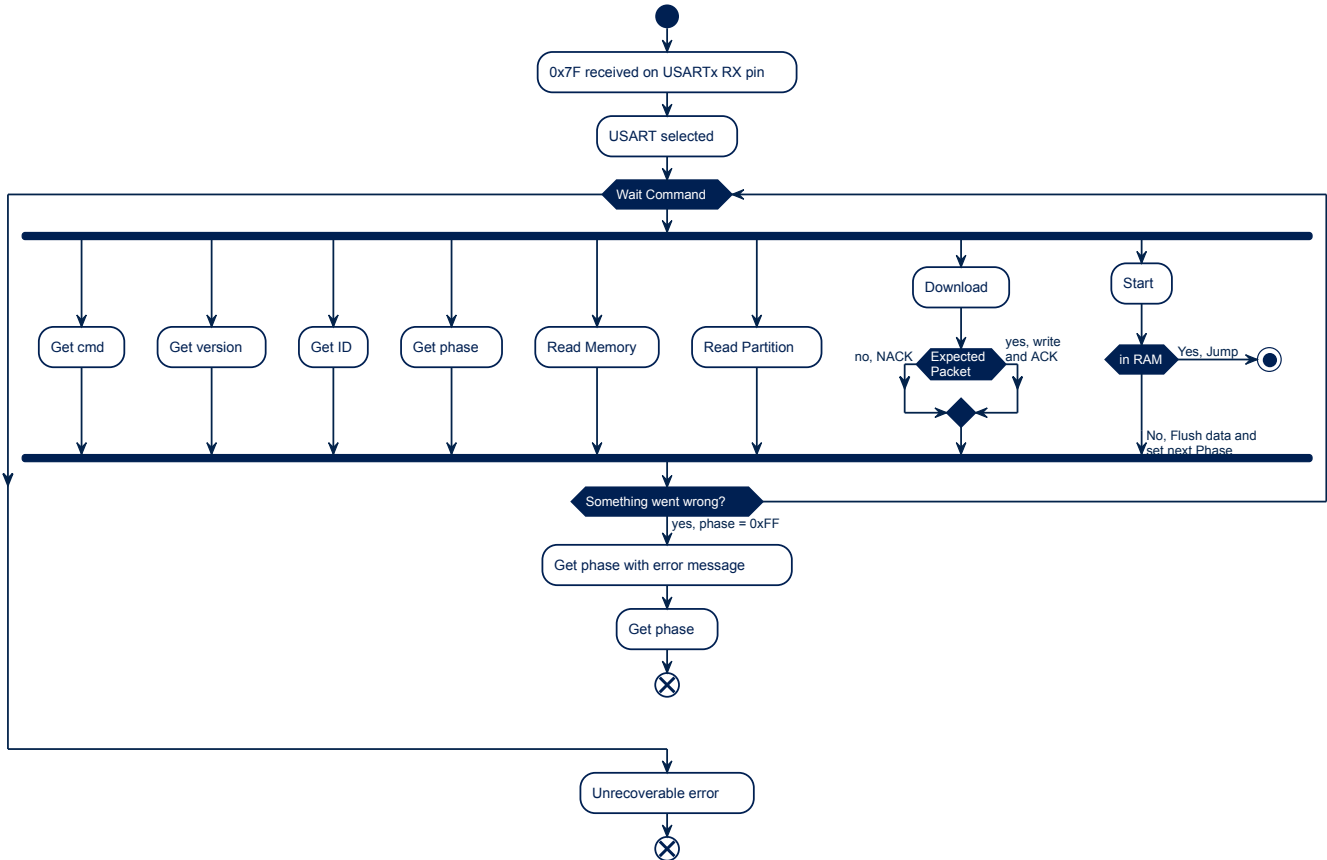 0x7F received on USARTx RX pin
USART selected
Wait Command
Get cmd
Get version
Get ID
Get phase
Read Memory
Read Partition
Download
no, NACK
Expected
Packet
yes, write
and ACK
Start
in RAM
Yes, Jump
No, Flush data and
set next Phase
Something went wrong?
yes, phase = 0xFF
Get phase with error message
Get phase
Unrecoverable error